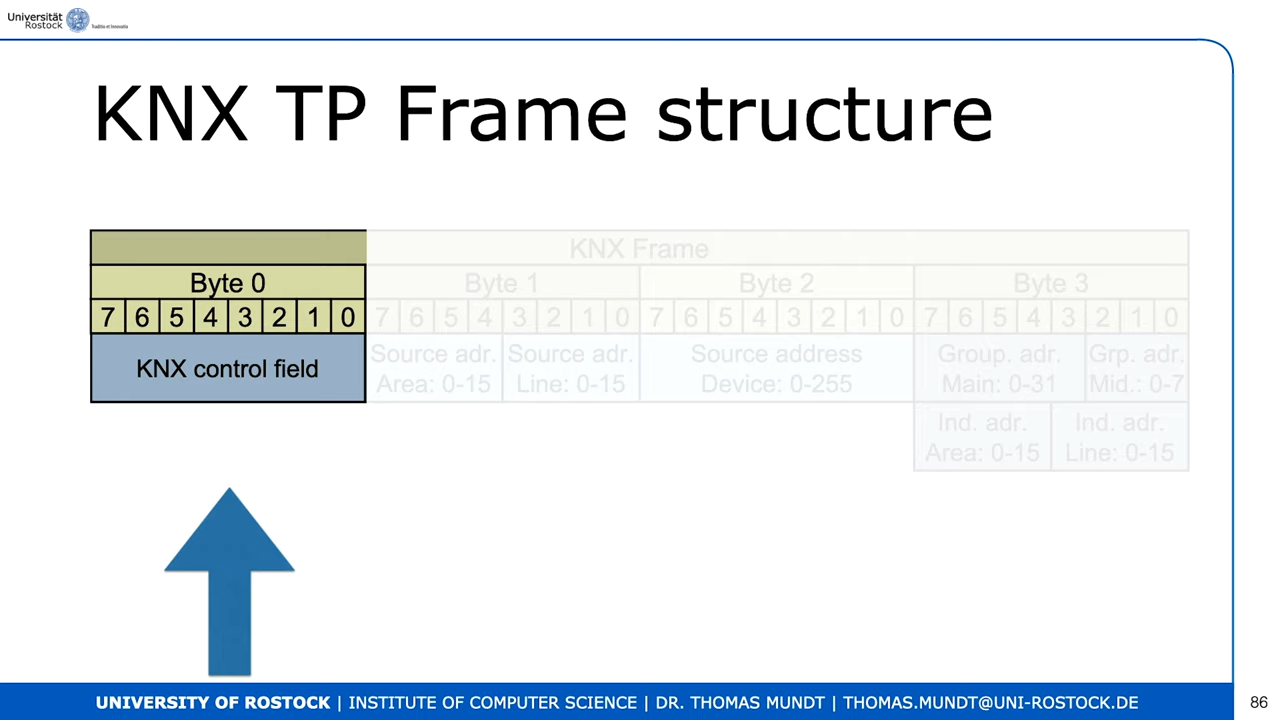 Universität
Rostock
Traditio et Innovatio
KNX TP Frame structure
KNX Frame
Byte 0 Byte 1 Byte 2 Byte 3
7 6 5 4 3 2 1 0 7 6 5 4 3 2 1 0 7 6 5 4 3 2 1 0 7 6 5 4 3 2 1 0
KNX control field
Source adr. Source adr. Source address Group. adr. Grp. adr.
Area: 0-15 Line: 0-15 Device: 0-255 Main: 0-31 Mid.: 0-7
Ind. adr. Ind. adr.
Area: 0-15 Line: 0-15
UNIVERSITY OF ROSTOCK | INSTITUTE OF COMPUTER SCIENCE | DR. THOMAS MUNDT | THOMAS.MUNDT@UNI-ROSTOCK.DE
86